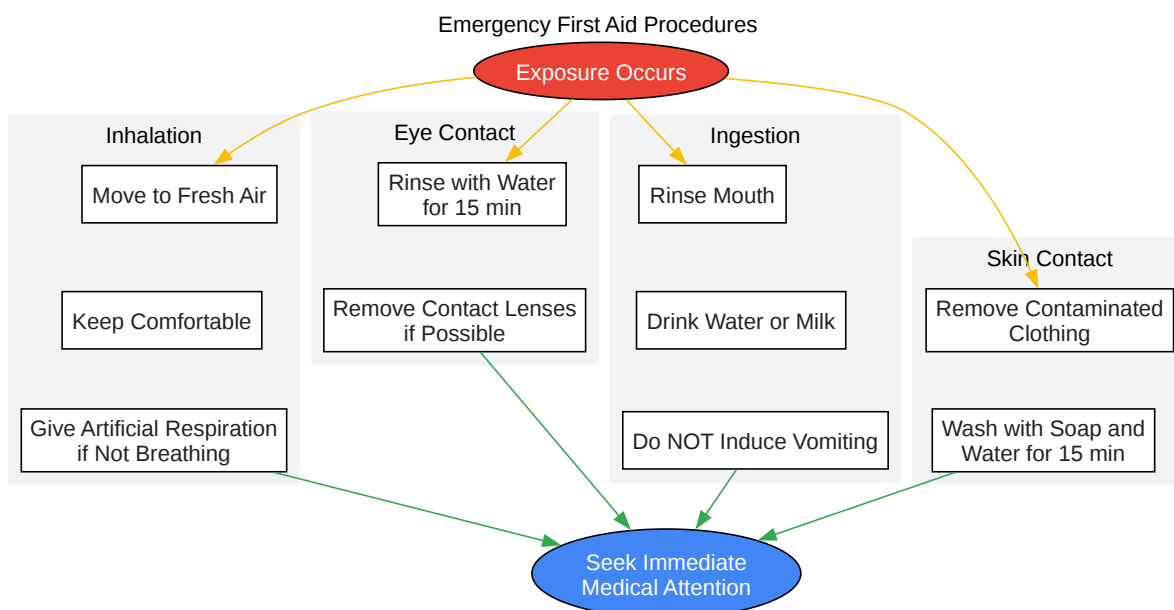 Emergency First Aid Procedures
Exposure Occurs
Inhalation
Move to Fresh Air
Keep Comfortable
Give Artificial Respiration
if Not Breathing
Eye Contact
Rinse with Water
for 15 min
Remove Contact Lenses
if Possible
Ingestion
Rinse Mouth
Drink Water or Milk
Do NOT Induce Vomiting
Skin Contact
Remove Contaminated
Clothing
Wash with Soap and
Water for 15 min
Seek Immediate
Medical Attention